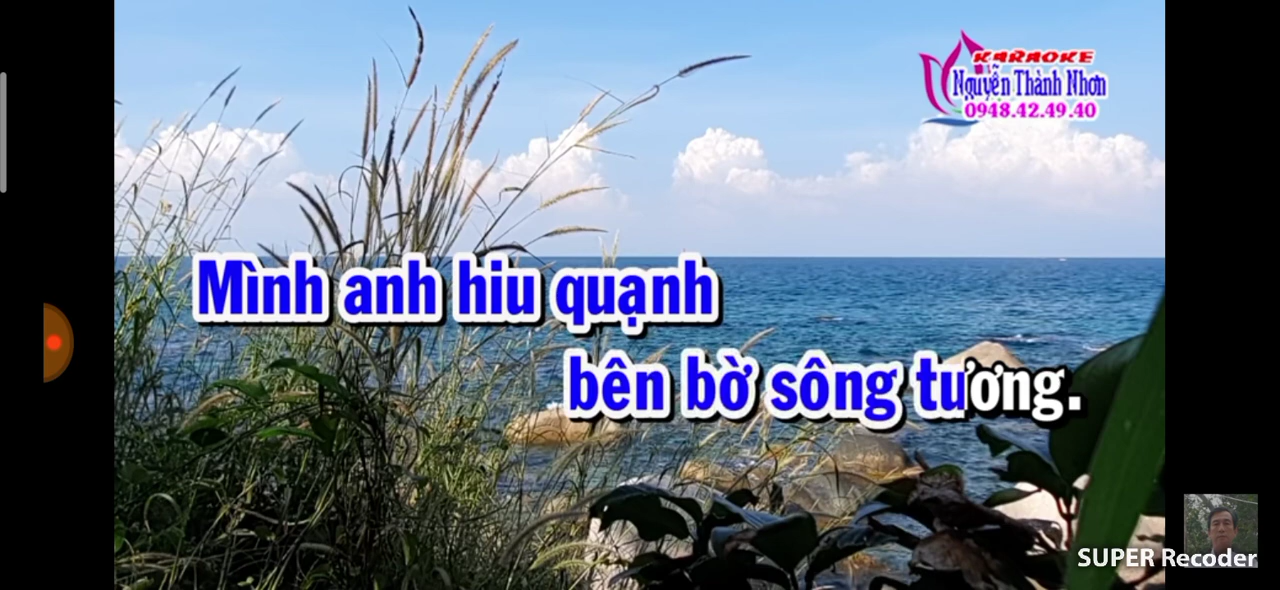 KARAOKE
Nguyễn Thành Nhơn
0948.42.49.40
Mình anh hiu quạnh
bên bờ sông tương.
SUPER Recoder